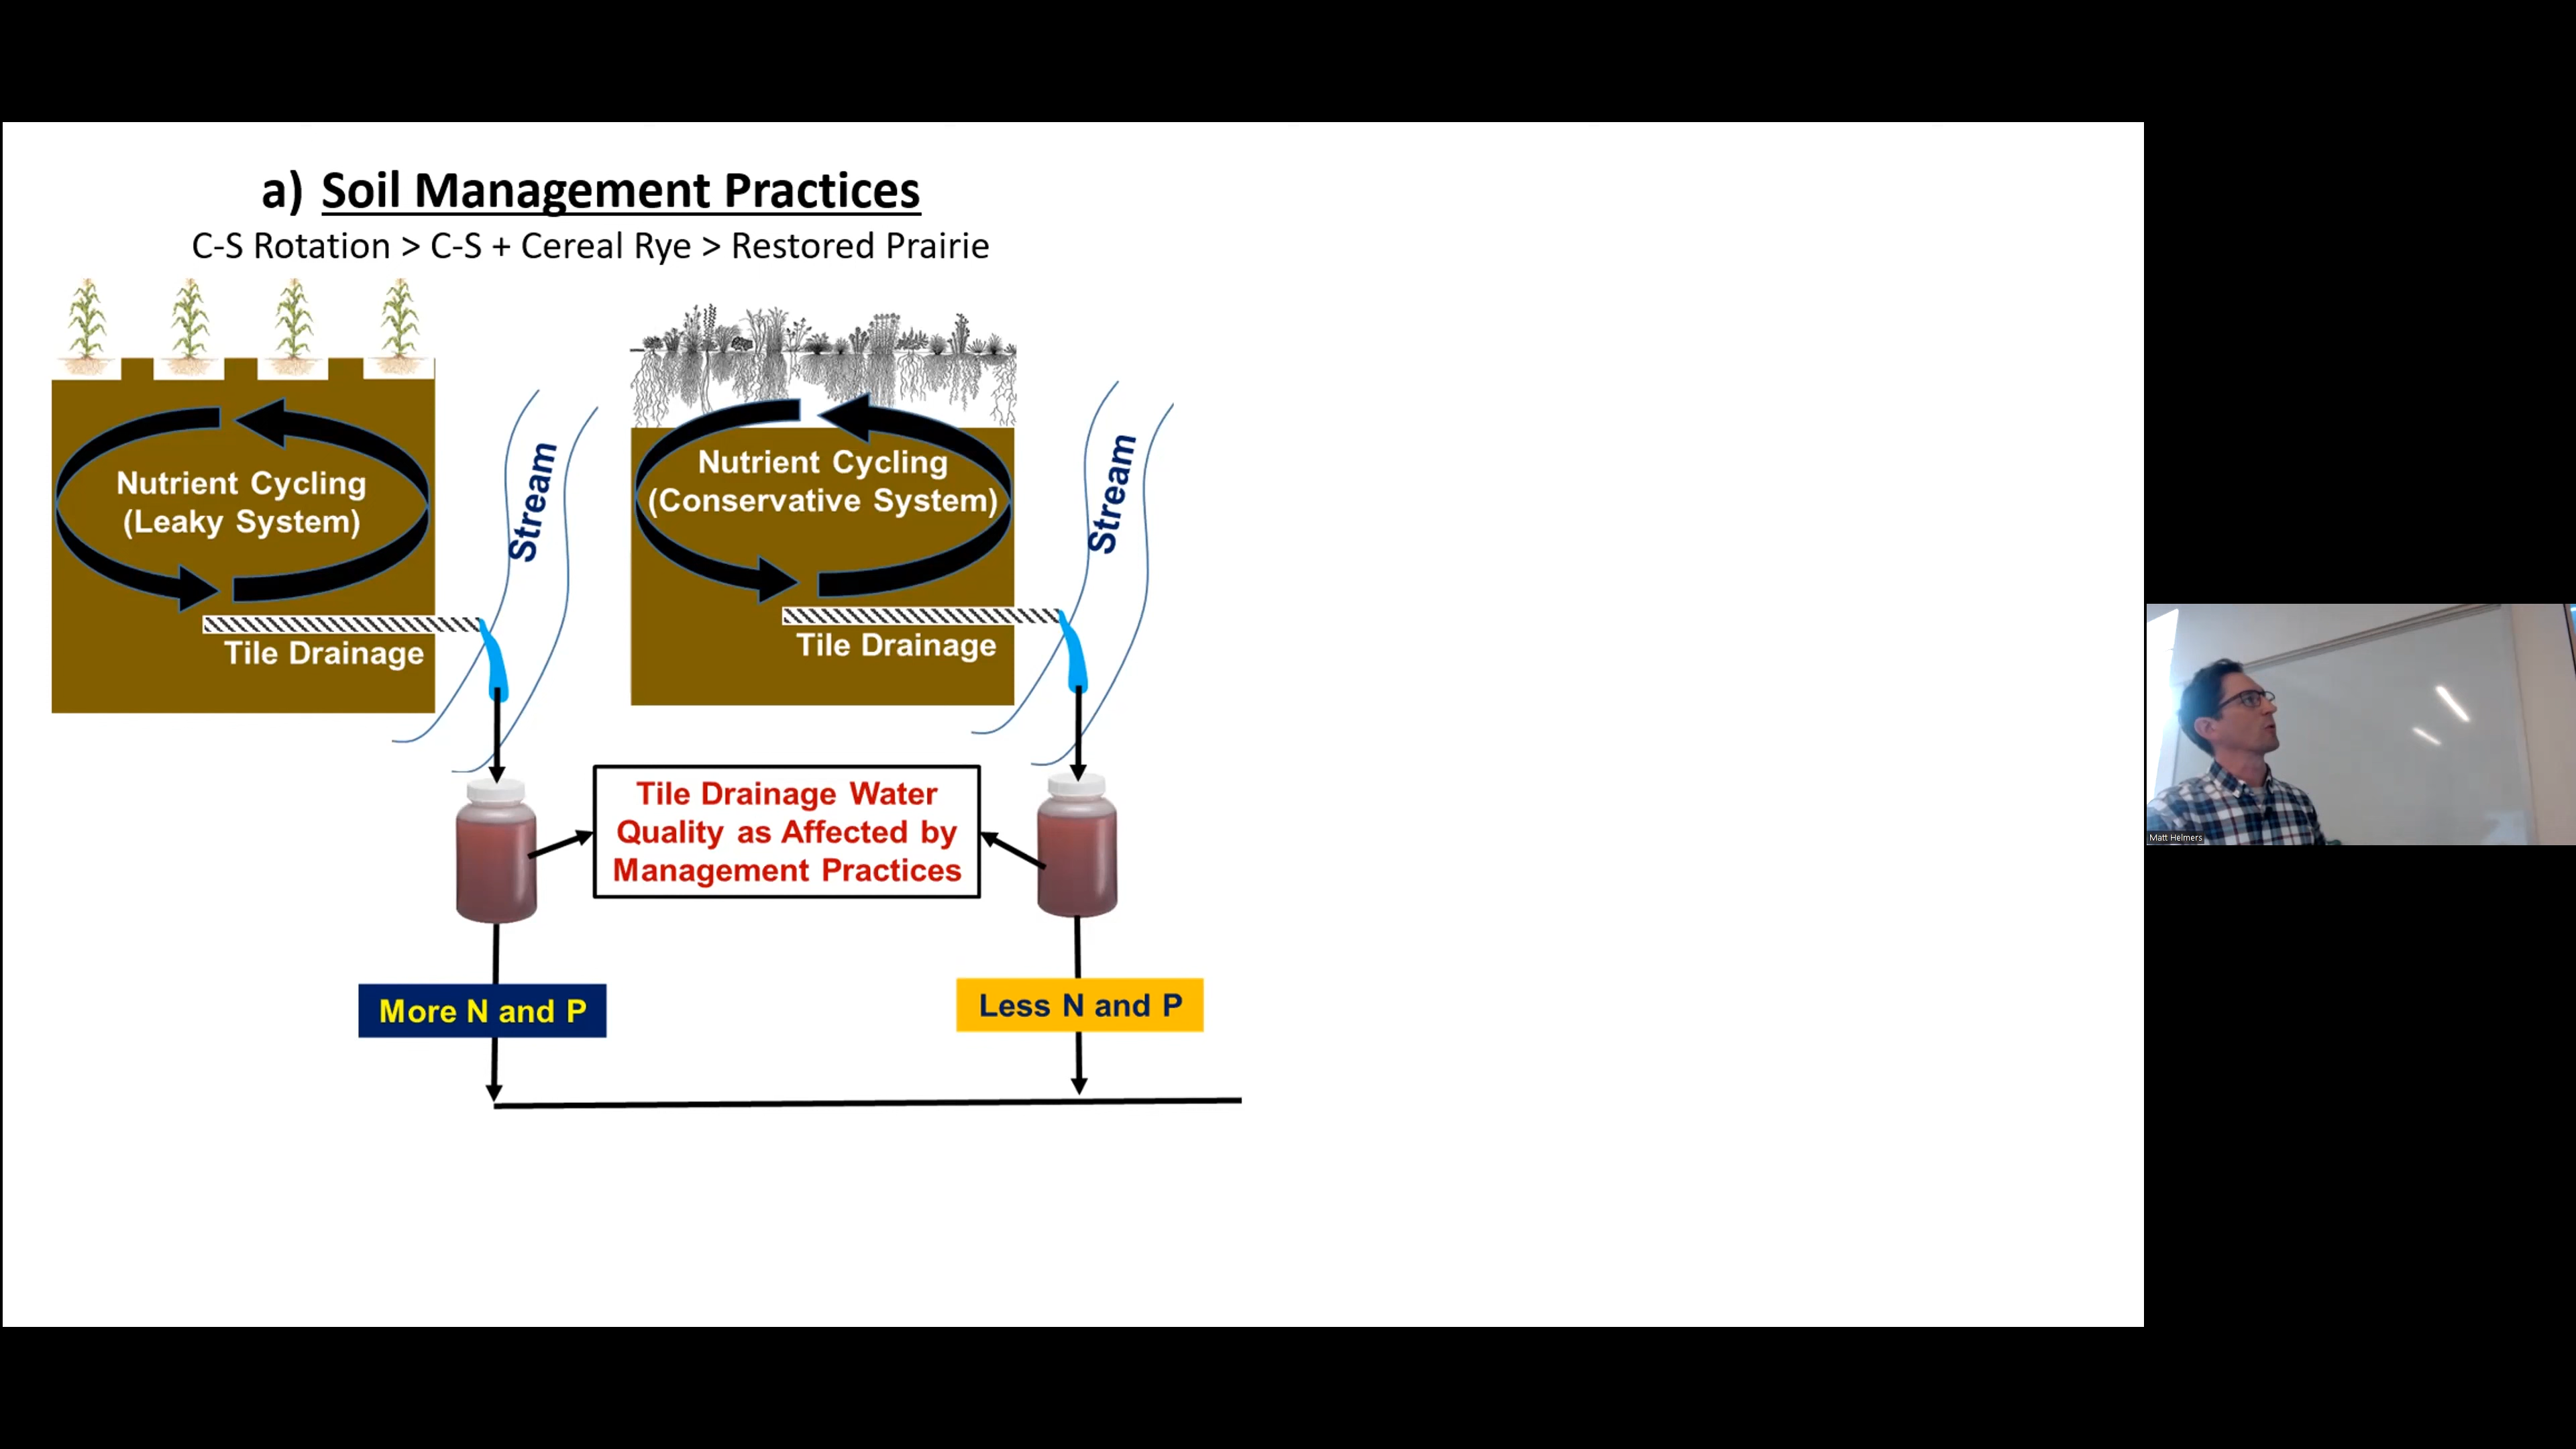 a) Soil Management Practices
C-S Rotation > C-S + Cereal Rye > Restored Prairie
Nutrient Cycling
(Leaky System)
Tile Drainage
Stream
Nutrient Cycling
(Conservative System)
Tile Drainage
Stream
Tile Drainage Water
Quality as Affected by
Management Practices
More N and P
Less N and P
Matt Helmers